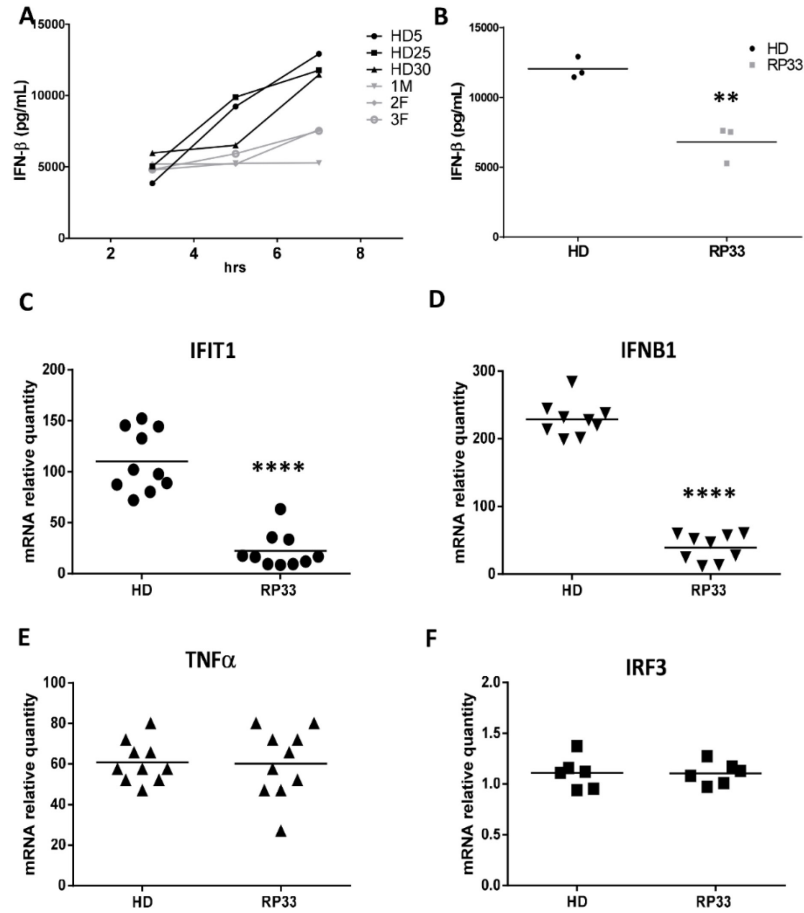 A
15000
10000
5000
0
IFN-β (pg/mL)
2 4 6 8
hrs
HD5
HD25
HD30
1M
2F
3F
B
15000
10000
5000
0
IFN-β (pg/mL)
HD
RP33
**
HD RP33
C
IFIT1
200
150
100
50
0
mRNA relative quantity
****
HD RP33
D
IFNB1
300
200
100
0
mRNA relative quantity
****
HD RP33
E
TNFα
100
80
60
40
20
0
mRNA relative quantity
HD RP33
F
IRF3
2.0
1.5
1.0
0.5
0.0
mRNA relative quantity
HD RP33